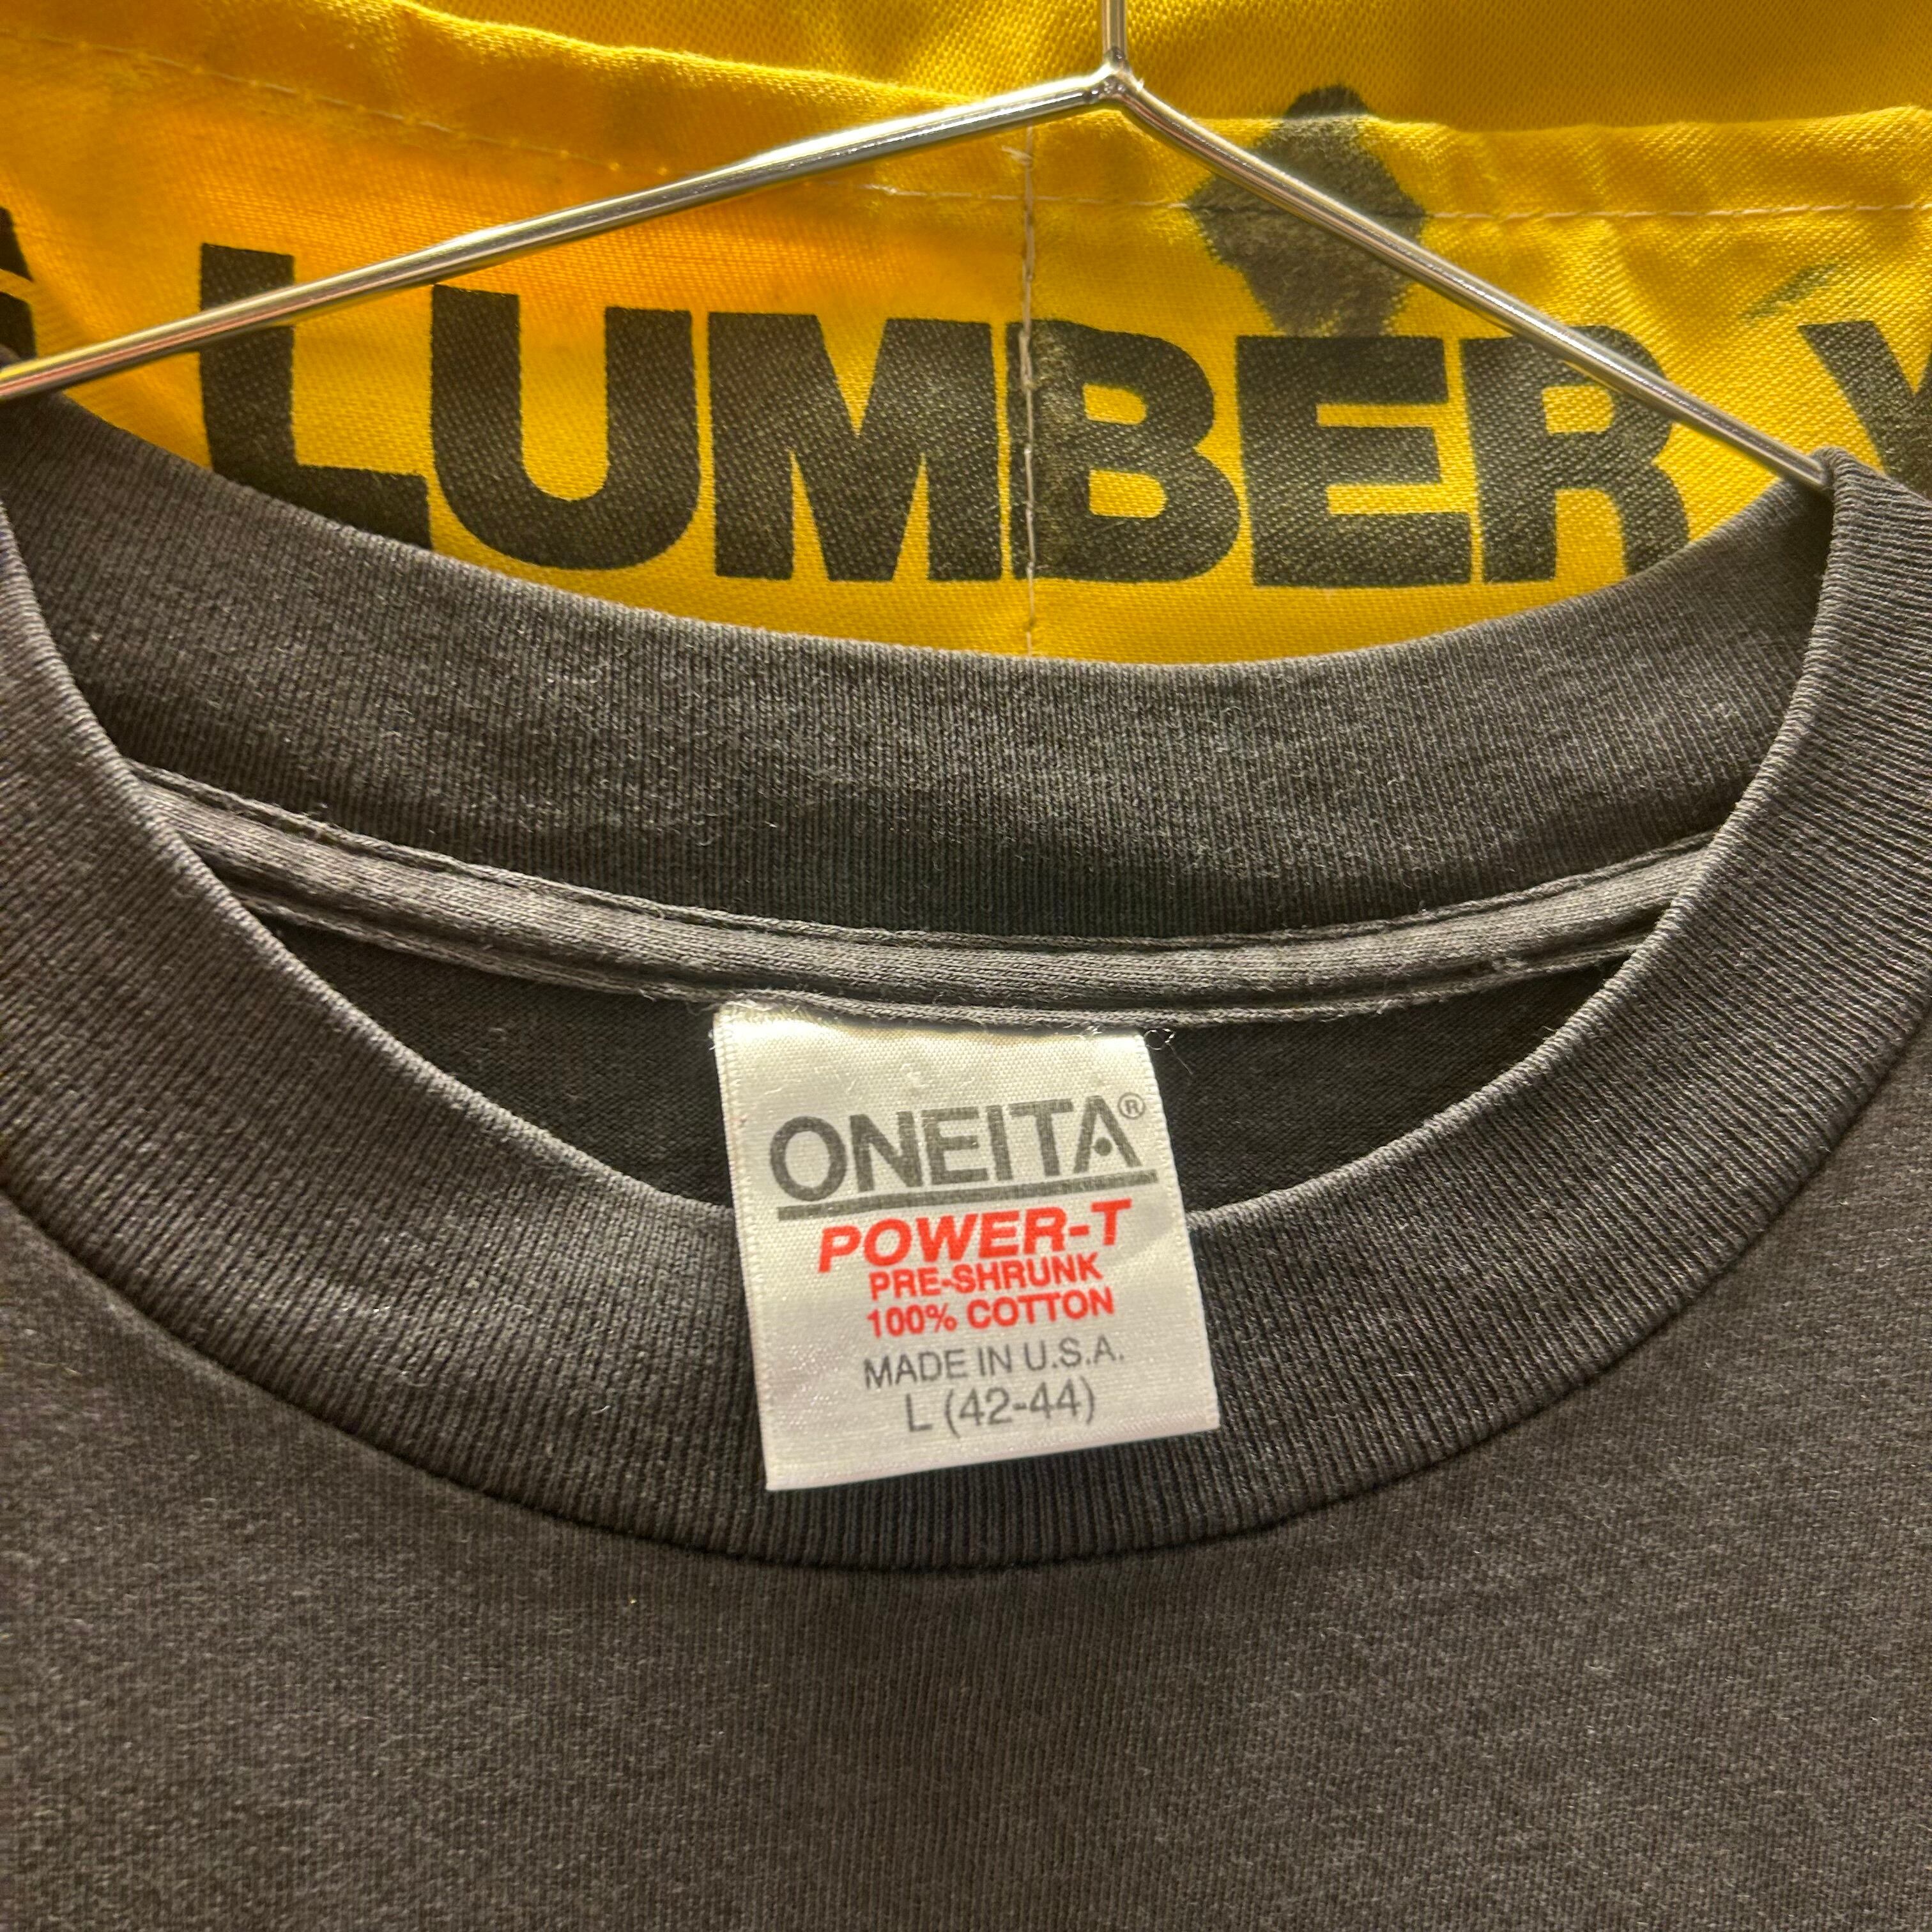 LUMBER
ONEITA®
POWER-T
PRE-SHRUNK
100% COTTON
MADE IN U.S.A.
L (42-44)